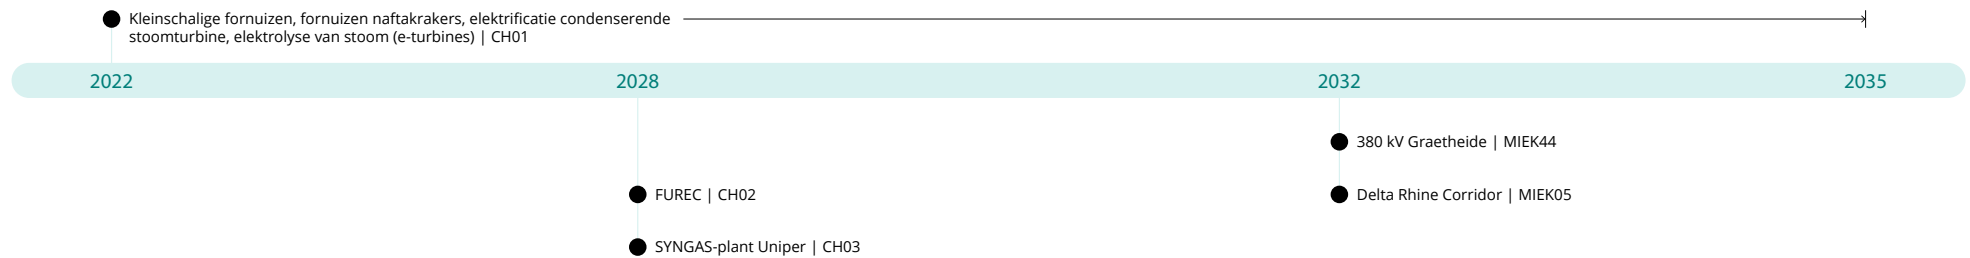 Kleinschalige fornuizen, fornuizen naftakrakers, elektrificatie condenserende
stoomturbine, elektrolyse van stoom (e-turbines) | CH01
2022
2028
2032
2035
380 kV Graetheide | MIEK44
FUREC | CH02
Delta Rhine Corridor | MIEK05
SYNGAS-plant Uniper | CH03